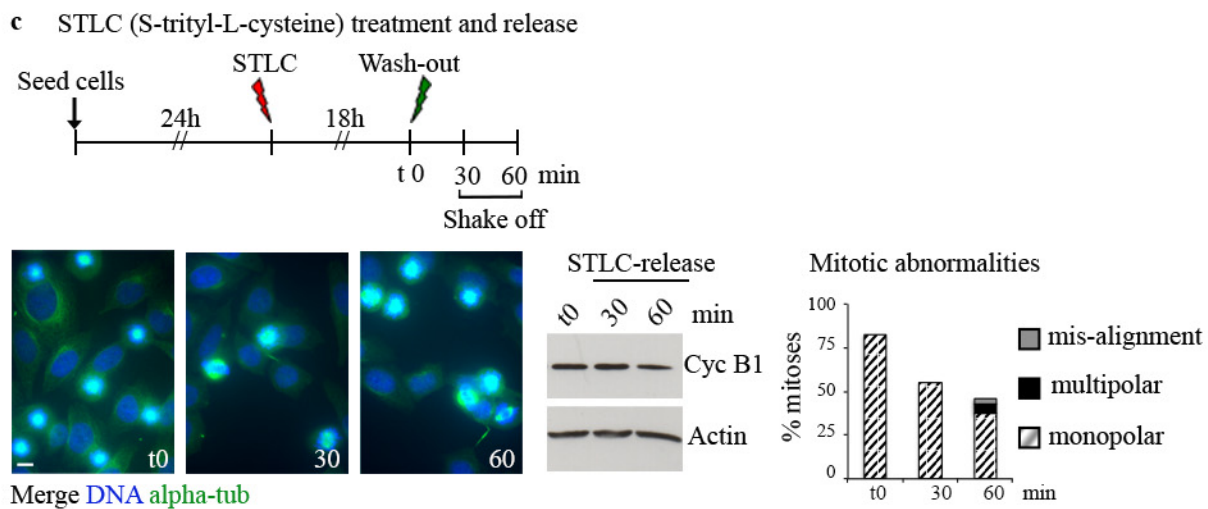 c STLC (S-trityl-L-cysteine) treatment and release
STLC Wash-out
Seed cells
24h 18h
t 0 30 60 min
Shake off
STLC-release
t0 30 60 min
Cyc B1
Actin
t0 30 60
Merge DNA alpha-tub
Mitotic abnormalities
100
75
50
25
0
% mitoses
t0 30 60 min
mis-alignment
multipolar
monopolar